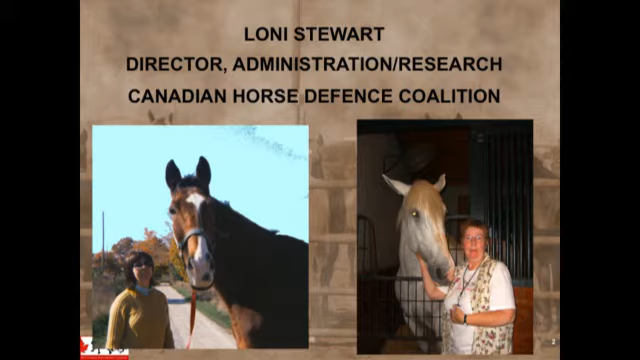 LONI STEWART
DIRECTOR, ADMINISTRATION/RESEARCH
CANADIAN HORSE DEFENCE COALITION
2